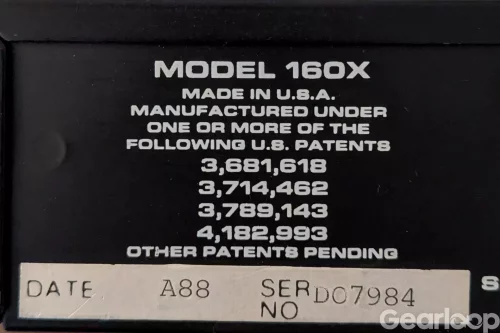 MODEL 160X
MADE IN U.S.A.
MANUFACTURED UNDER
ONE OR MORE OF THE
FOLLOWING U.S. PATENTS
3,681,618
3,714,462
3,789,143
4,182,993
OTHER PATENTS PENDING
DATE A88 SER NO D07984
S
Gearloop